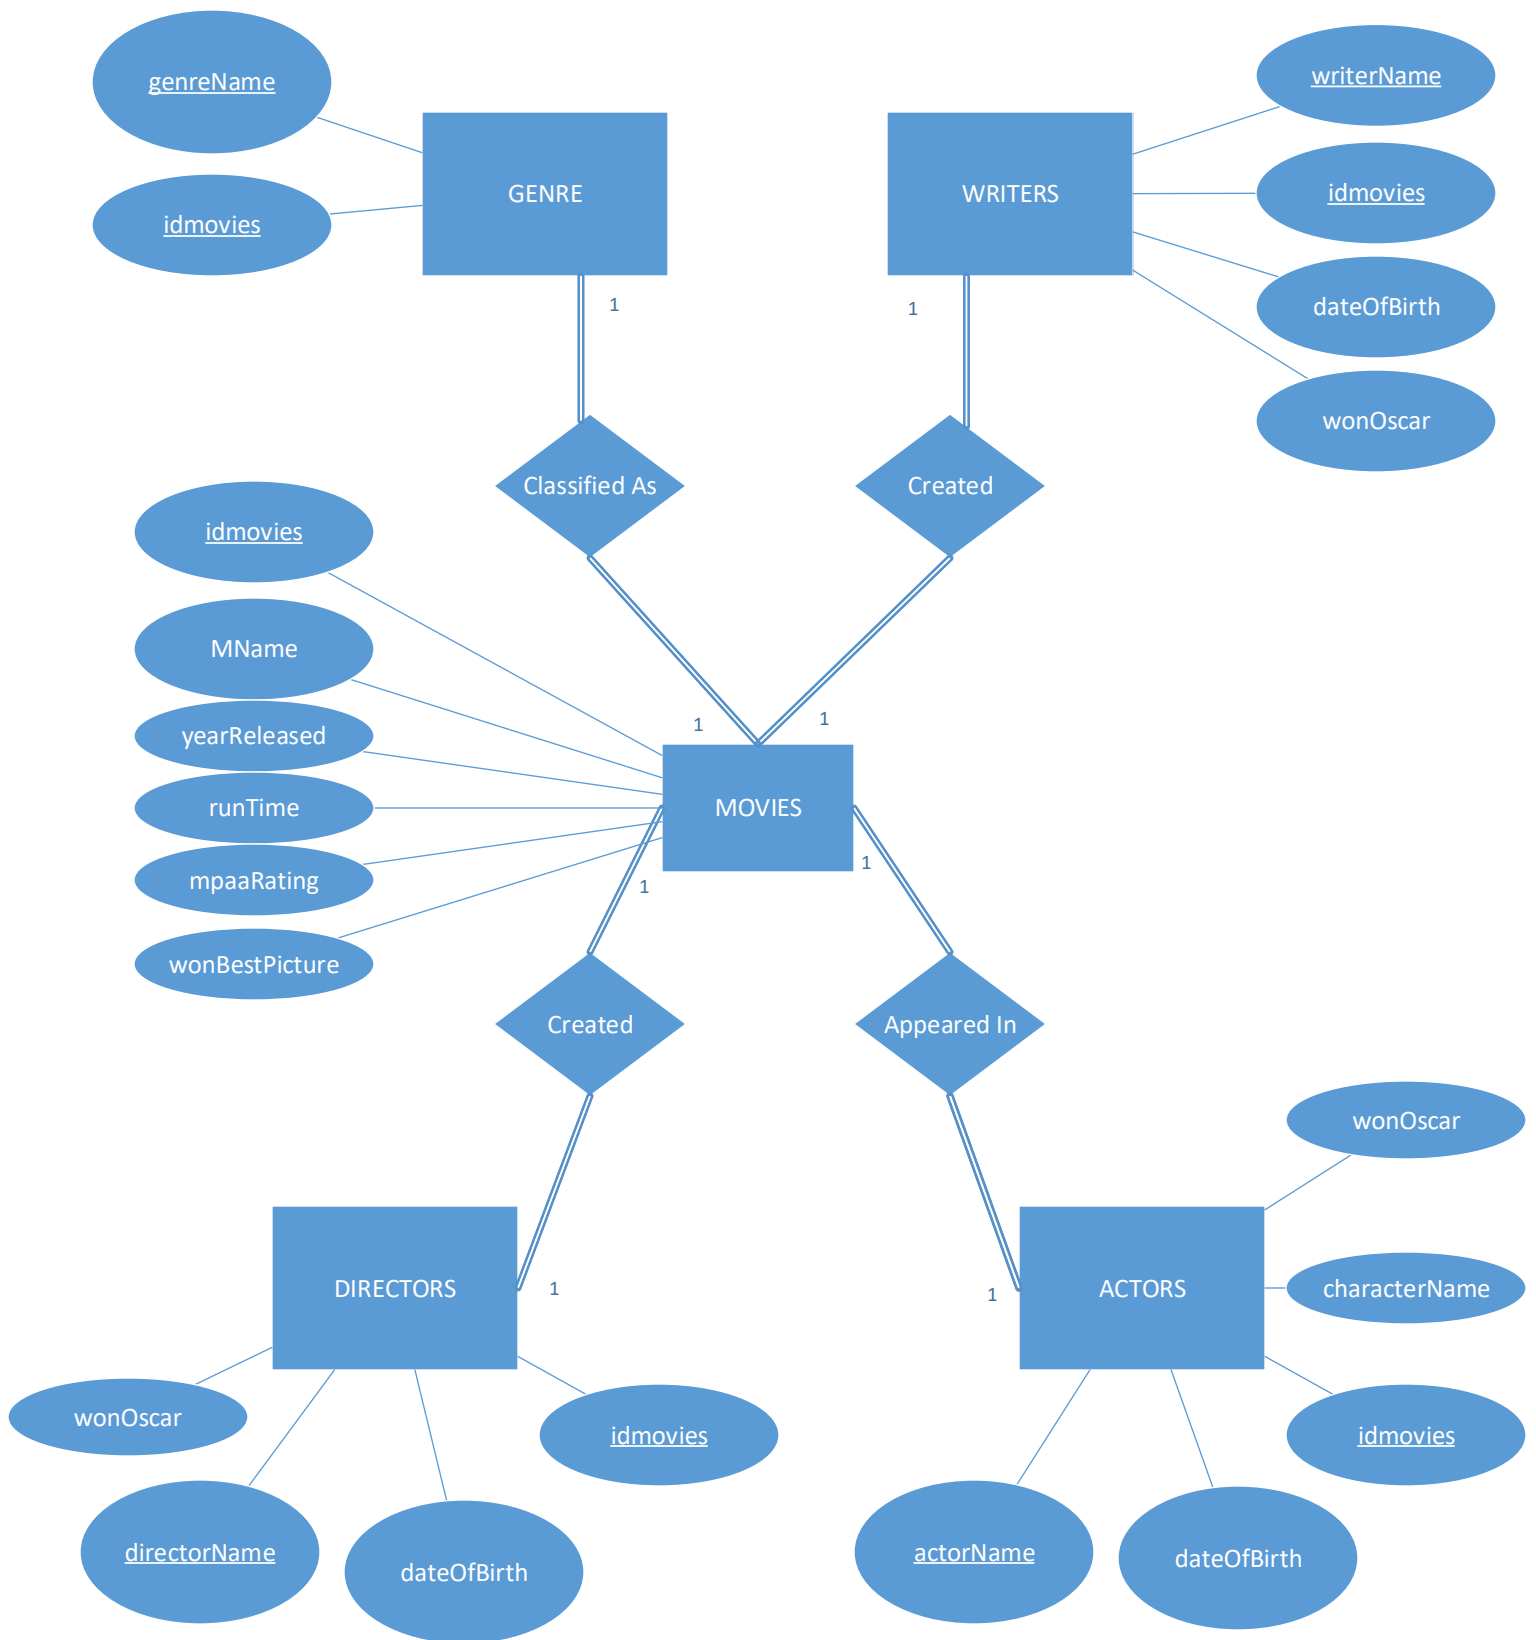 genreName
writerName
GENRE
WRITERS
idmovies
idmovies
1
1
dateOfBirth
wonOscar
Classified As
Created
idmovies
MName
1
1
yearReleased
runTime
MOVIES
mpaaRating
1
1
wonBestPicture
Created
Appeared In
wonOscar
DIRECTORS
1
1
ACTORS
characterName
wonOscar
idmovies
idmovies
directorName
dateOfBirth
actorName
dateOfBirth